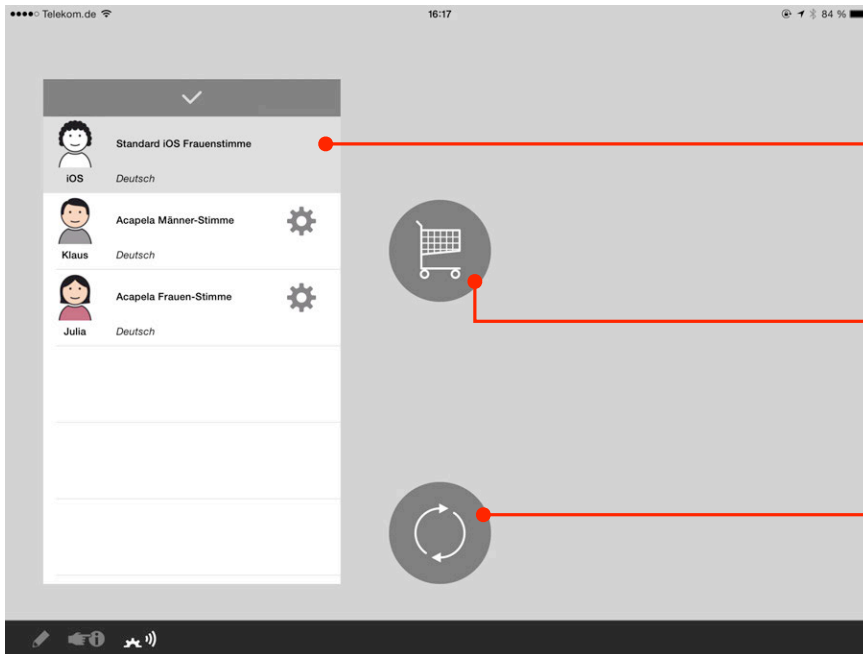 Telekom.de
16:17
84 %
Standard iOS Frauenstimme
iOS
Deutsch
Acapela Männer-Stimme
Klaus
Deutsch
Acapela Frauen-Stimme
Julia
Deutsch